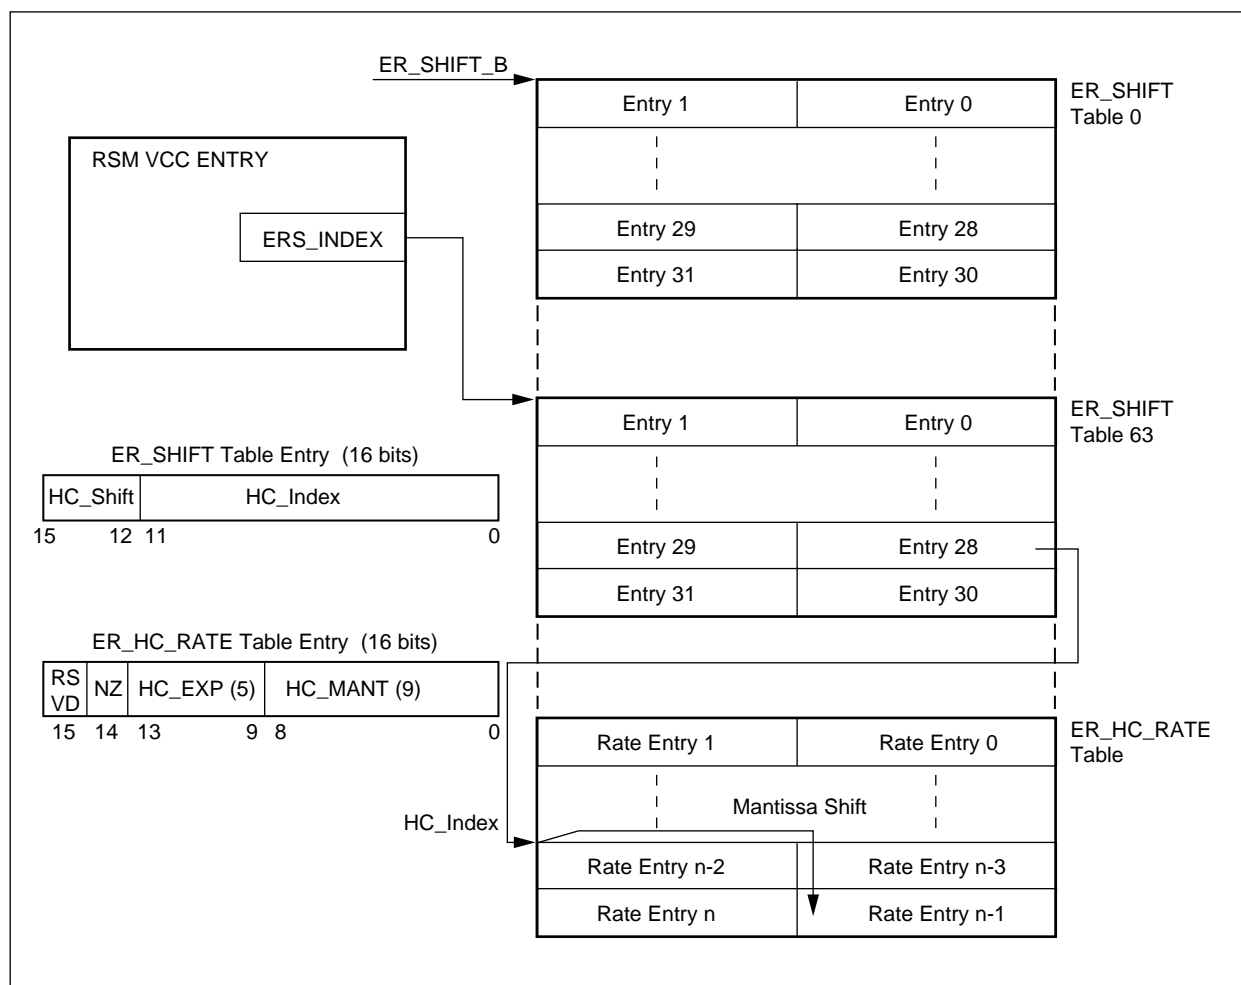 ER_SHIFT_B
Entry 1 Entry 0
ER_SHIFT
Table 0
RSM VCC ENTRY
ERS_INDEX
Entry 29 Entry 28
Entry 31 Entry 30
Entry 1 Entry 0
ER_SHIFT
Table 63
ER_SHIFT Table Entry (16 bits)
HC_Shift HC_Index
15 12 11 0
Entry 29 Entry 28
Entry 31 Entry 30
ER_HC_RATE Table Entry (16 bits)
RS
VD NZ HC_EXP (5) HC_MANT (9)
15 14 13 9 8 0
Rate Entry 1 Rate Entry 0
ER_HC_RATE
Table
Mantissa Shift
HC_Index
Rate Entry n-2 Rate Entry n-3
Rate Entry n Rate Entry n-1